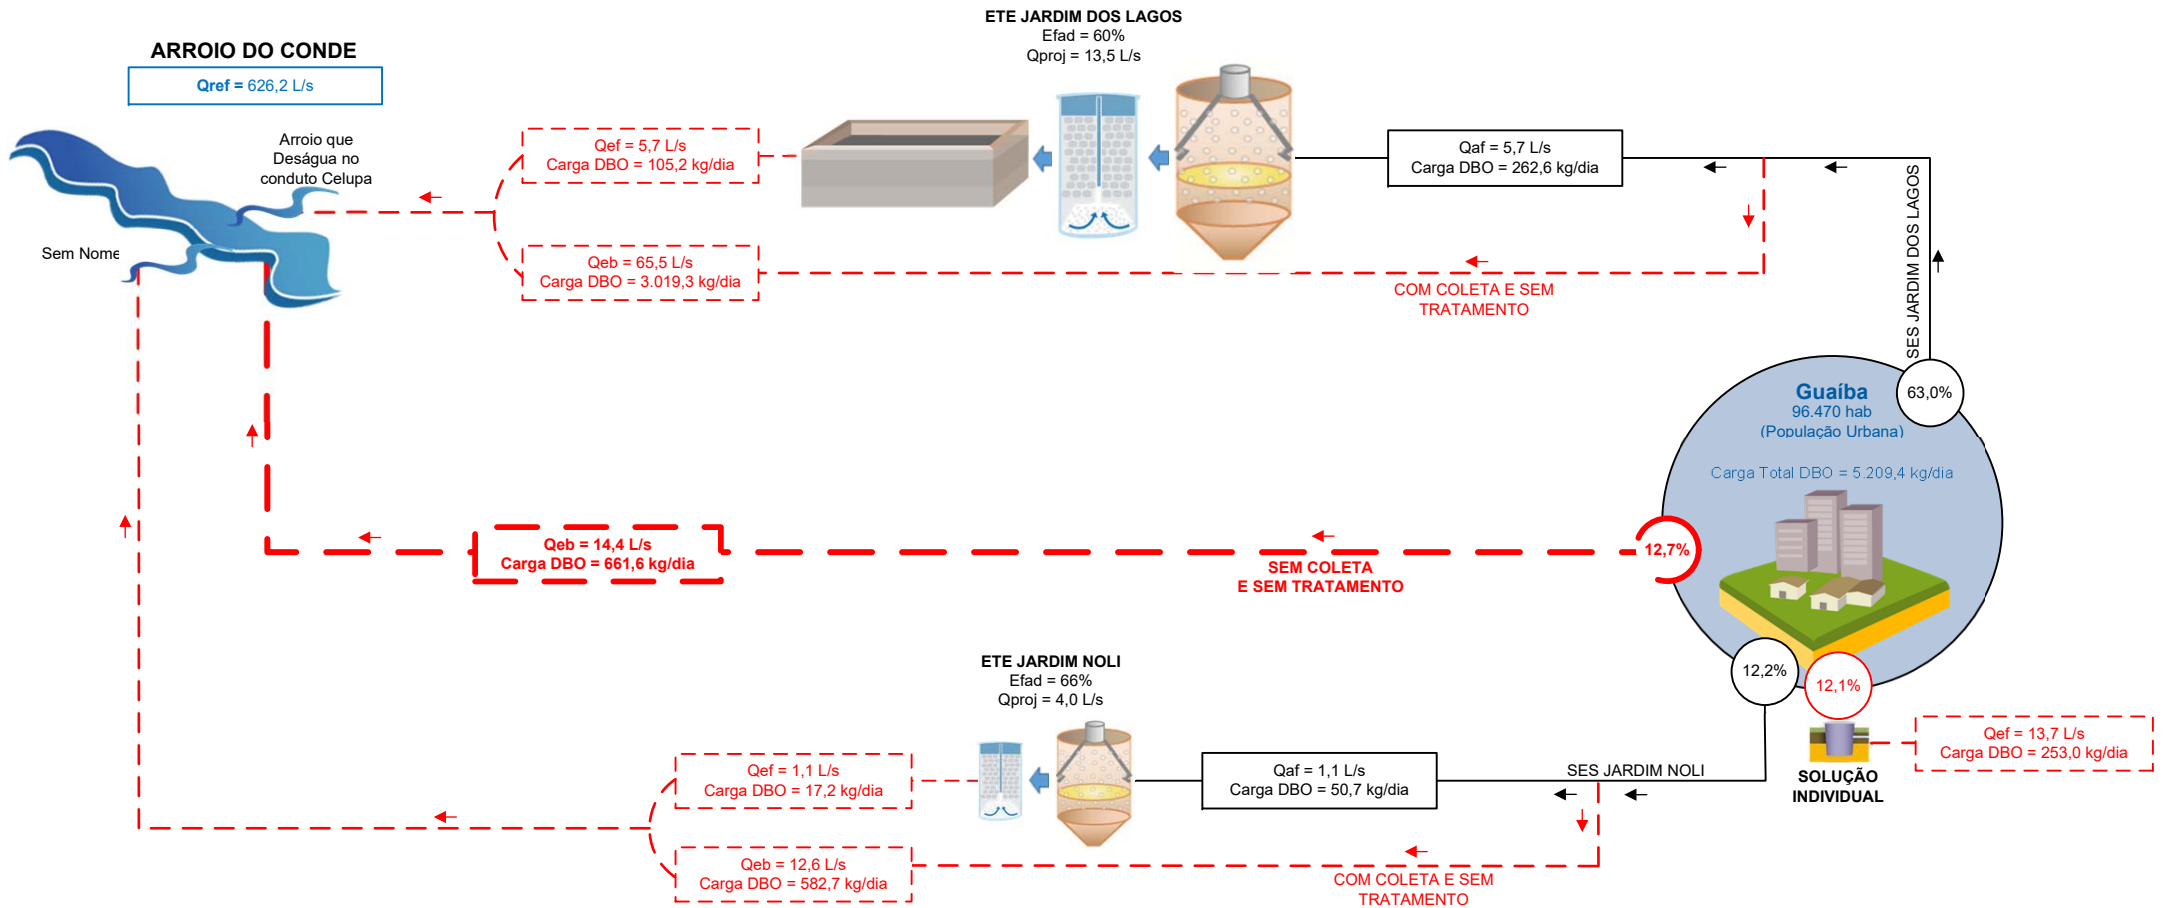 ETE JARDIM DOS LAGOS
Efad = 60%
Qproj = 13,5 L/s
ARROIO DO CONDE
Qref = 626,2 L/s
Arroio que
Deságua no
conduto Celupa
Sem Nome
Qef = 5,7 L/s
Carga DBO = 105,2 kg/dia
Qaf = 5,7 L/s
Carga DBO = 262,6 kg/dia
Qeb = 65,5 L/s
Carga DBO = 3.019,3 kg/dia
COM COLETA E SEM
TRATAMENTO
SES JARDIM DOS LAGOS
63,0%
Guaíba
96.470 hab
(População Urbana)
Carga Total DBO = 5.209,4 kg/dia
Qeb = 14,4 L/s
Carga DBO = 661,6 kg/dia
SEM COLETA
E SEM TRATAMENTO
12,7%
ETE JARDIM NOLI
Efad = 66%
Qproj = 4,0 L/s
12,2%
12,1%
Qef = 1,1 L/s
Carga DBO = 17,2 kg/dia
Qaf = 1,1 L/s
Carga DBO = 50,7 kg/dia
SES JARDIM NOLI
SOLUÇÃO
INDIVIDUAL
Qef = 13,7 L/s
Carga DBO = 253,0 kg/dia
Qeb = 12,6 L/s
Carga DBO = 582,7 kg/dia
COM COLETA E SEM
TRATAMENTO